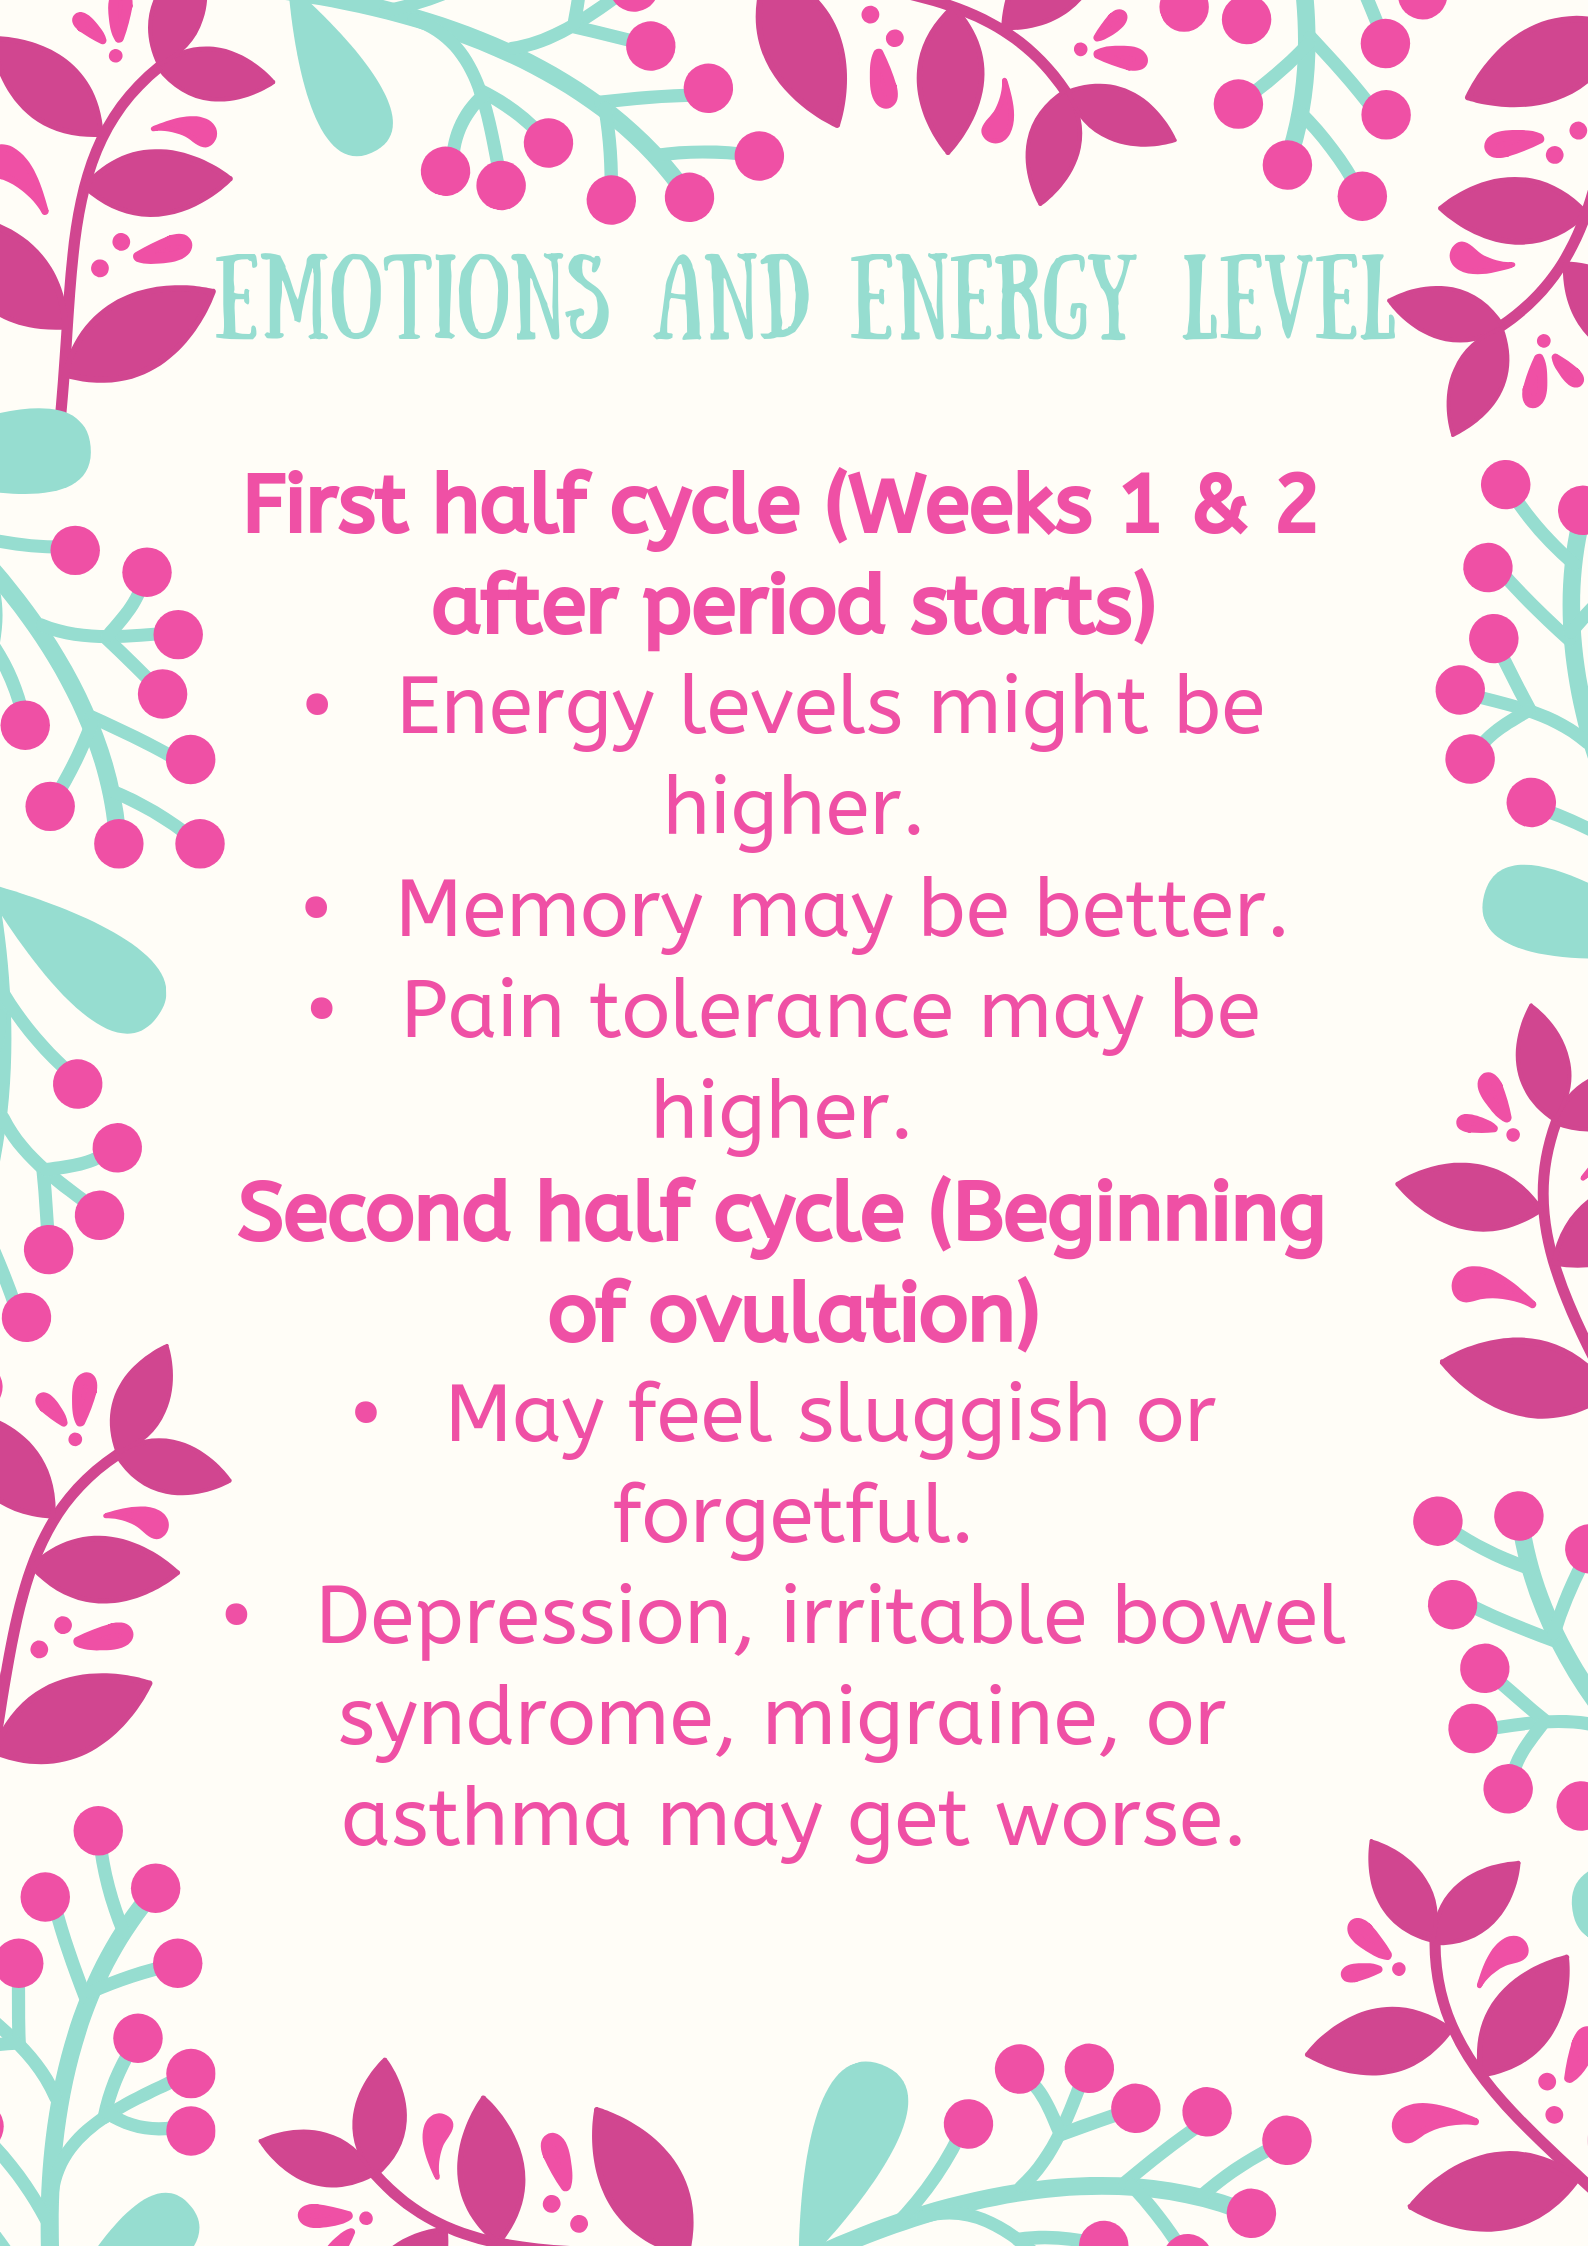 EMOTIONS AND ENERGY LEVEL
First half cycle (Weeks 1 & 2
after period starts)
• Energy levels might be
higher.
• Memory may be better.
• Pain tolerance may be
higher.
Second half cycle (Beginning
of ovulation)
• May feel sluggish or
forgetful.
• Depression, irritable bowel
syndrome, migraine, or
asthma may get worse.